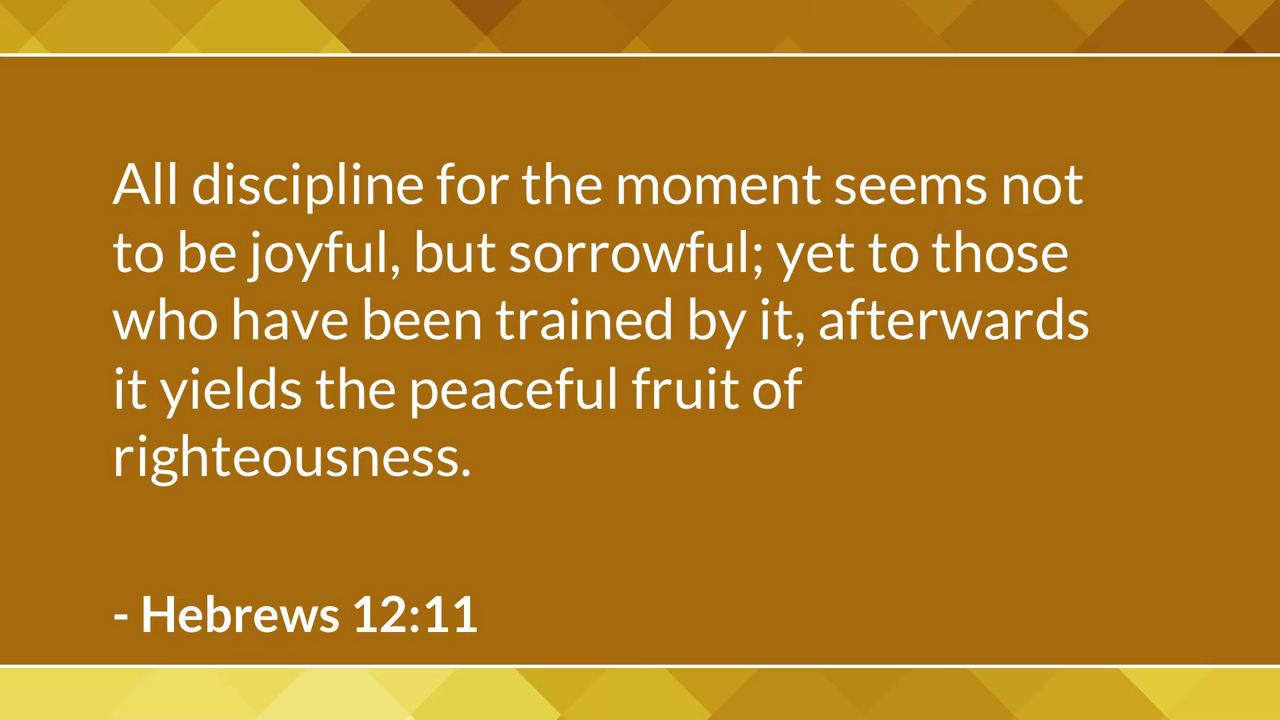 All discipline for the moment seems not
to be joyful, but sorrowful; yet to those
who have been trained by it, afterwards
it yields the peaceful fruit of
righteousness.
- Hebrews 12:11